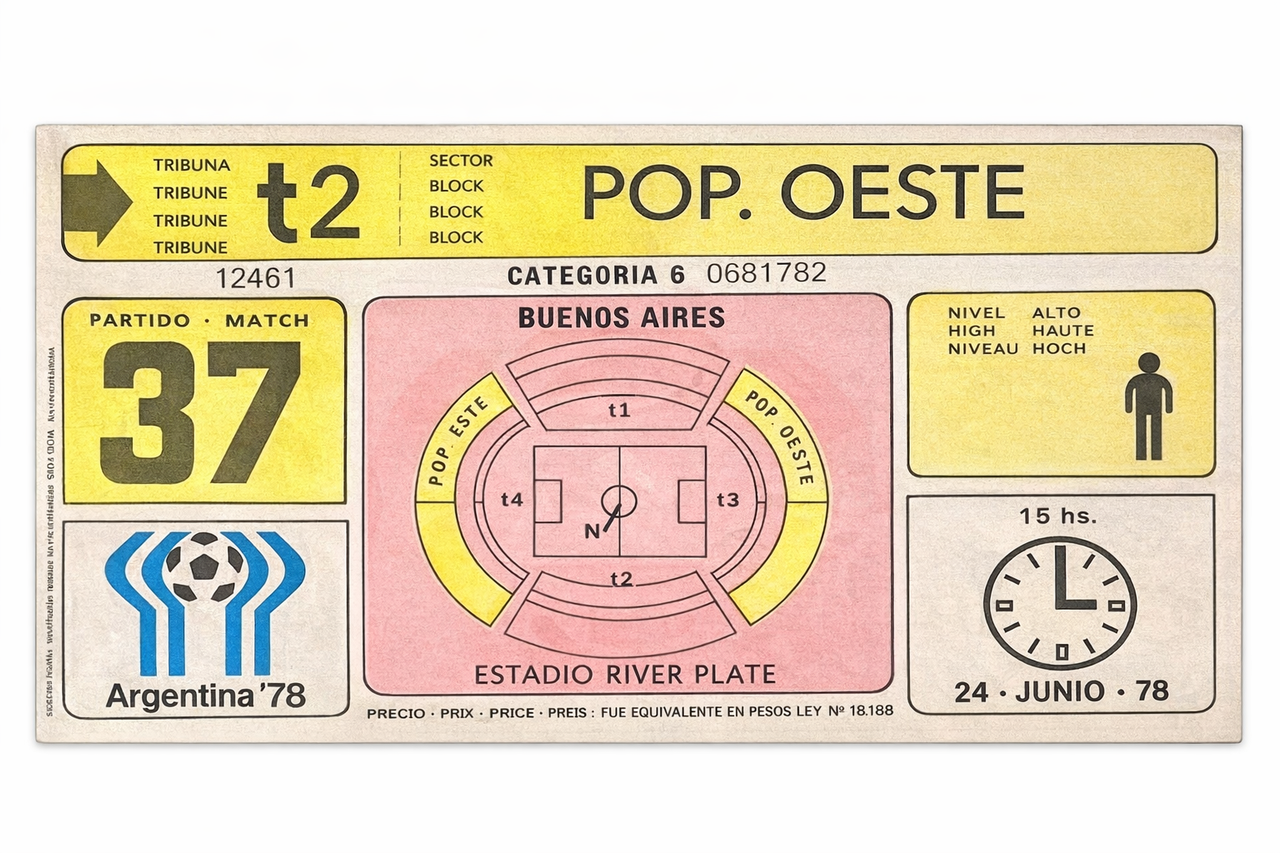 TRIBUNA
TRIBUNE
TRIBUNE
TRIBUNE
t2
SECTOR
BLOCK
BLOCK
BLOCK
POP. OESTE
12461
CATEGORIA 6 0681782
PARTIDO · MATCH
37
Argentina '78
BUENOS AIRES
POP. ESTE
POP. OESTE
t1
t4
t3
N
t2
ESTADIO RIVER PLATE
PRECIO · PRIX · PRICE · PREIS : FUE EQUIVALENTE EN PESOS LEY Nº 18.188
NIVEL ALTO
HIGH HAUTE
NIVEAU HOCH
15 hs.
24 · JUNIO · 78